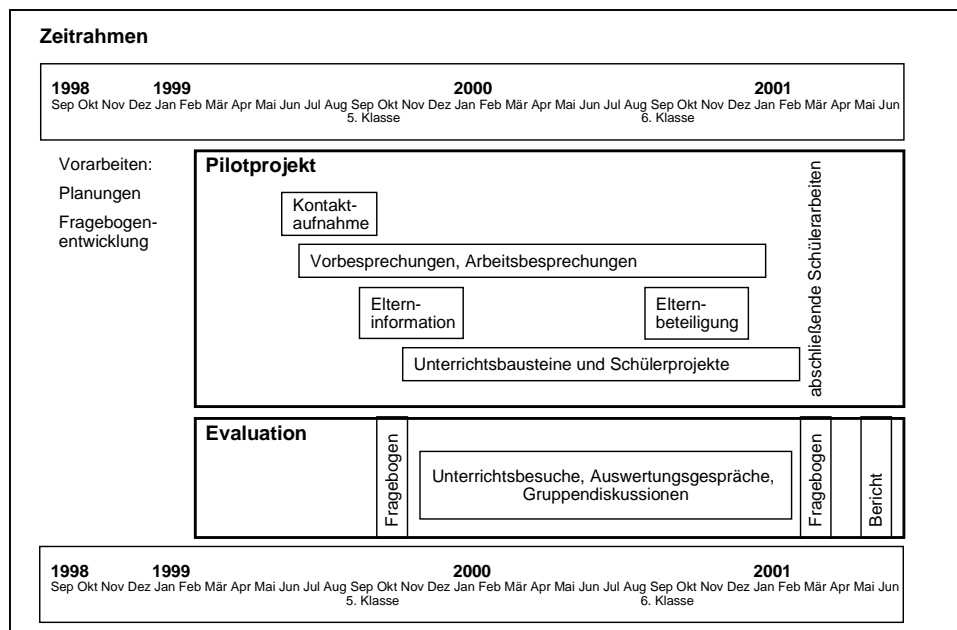 Zeitrahmen
1998 1999 2000 2001
Sep Okt Nov Dez Jan Feb Mär Apr Mai Jun Jul Aug Sep Okt Nov Dez Jan Feb Mär Apr Mai Jun Jul Aug Sep Okt Nov Dez Jan Feb Mär Apr Mai Jun
5. Klasse 6. Klasse
Vorarbeiten:
Planungen
Fragebogen-
entwicklung
Pilotprojekt
Kontakt-
aufnahme
Vorbesprechungen, Arbeitsbesprechungen
Eltern-
information
Eltern-
beteiligung
Unterrichtsbausteine und Schülerprojekte
abschließende Schülerarbeiten
Evaluation
Fragebogen
Unterrichtsbesuche, Auswertungsgespräche,
Gruppendiskussionen
Fragebogen
Bericht
1998 1999 2000 2001
Sep Okt Nov Dez Jan Feb Mär Apr Mai Jun Jul Aug Sep Okt Nov Dez Jan Feb Mär Apr Mai Jun Jul Aug Sep Okt Nov Dez Jan Feb Mär Apr Mai Jun
5. Klasse 6. Klasse